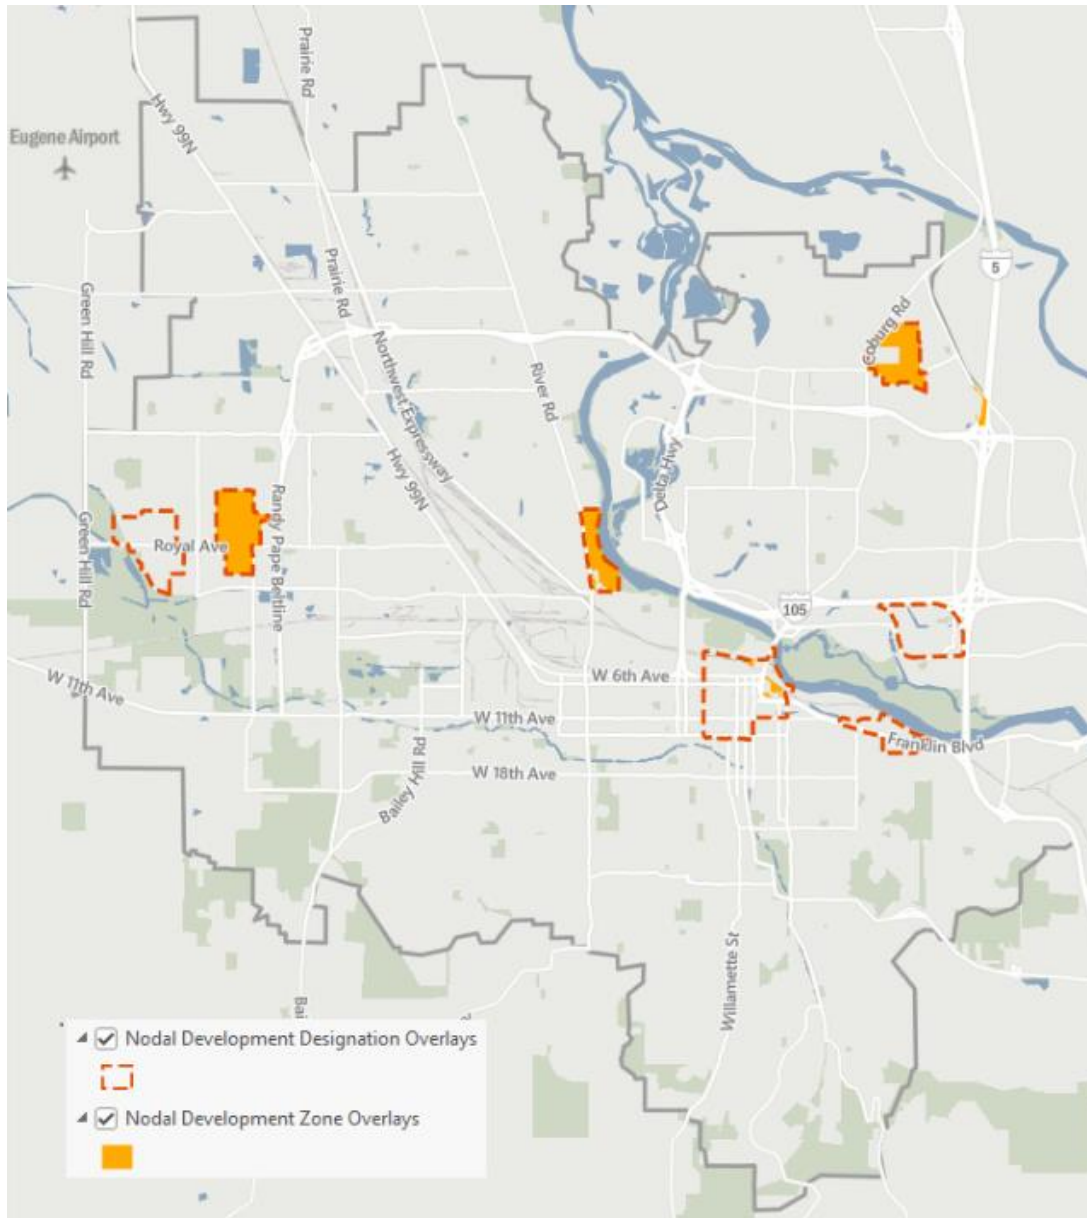 Prairie Rd
Hwy 99N
Eugene Airport
5
Prairie Rd
Green Hill Rd
Coburg Rd
Northwest Expressway
River Rd
Delta Hwy
Hwy 99N
Randy Pape Beltline
Green Hill Rd
Royal Ave
105
W 6th Ave
W 11th Ave
W 11th Ave
Franklin Blvd
W 18th Ave
Bailey Hill Rd
Willamette St
Bai
Nodal Development Designation Overlays
Nodal Development Zone Overlays